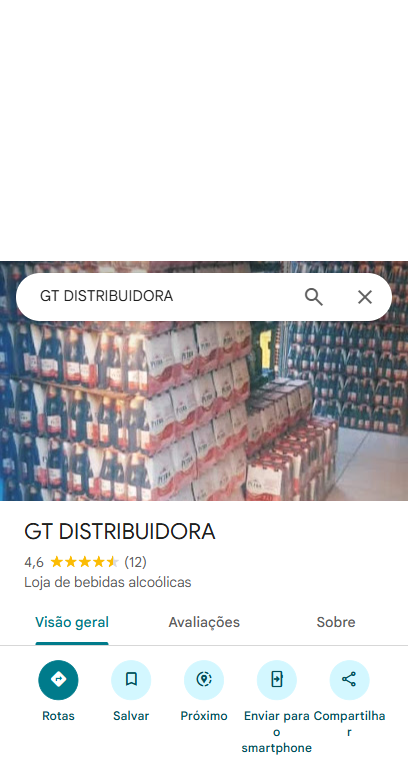 GT DISTRIBUIDORA
GT DISTRIBUIDORA
4,6 (12)
Loja de bebidas alcoólicas
Visão geral Avaliações Sobre
Rotas Salvar Próximo Enviar para o smartphone Compartilhar